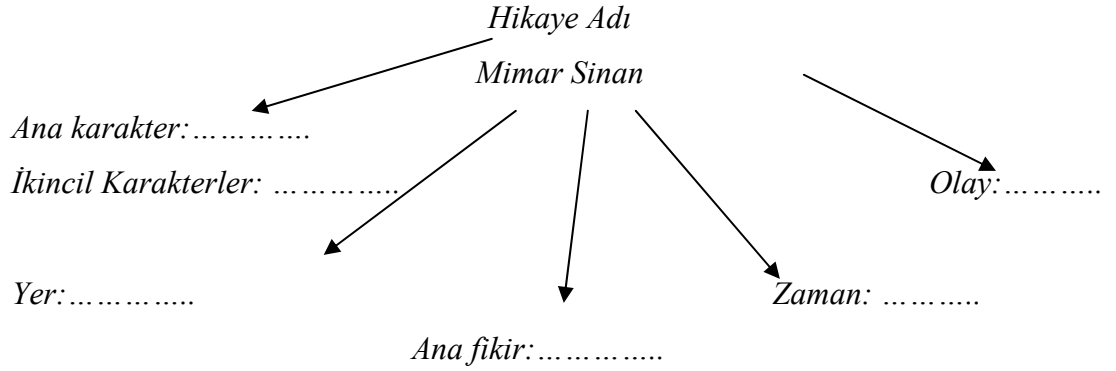 Hikaye Adı
Mimar Sinan
Ana karakter:………….
İkincil Karakterler: …………..
Olay:………..
Yer:…………..
Zaman: ………..
Ana fikir:…………..